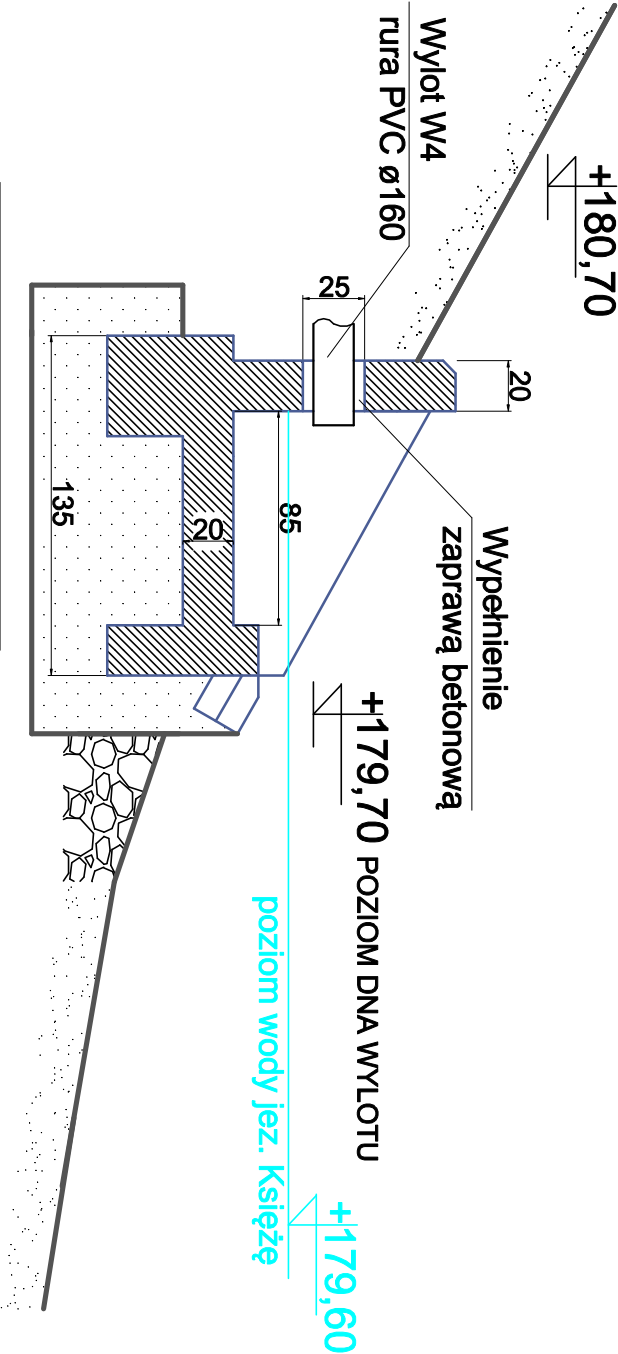 +180,70
Wylot W4
rura PVC ø160
25
20
Wypełnienie
zaprawą betonową
85
20
135
+179,70 POZIOM DNA WYLOTU
+179,60
poziom wody jez. Księżę